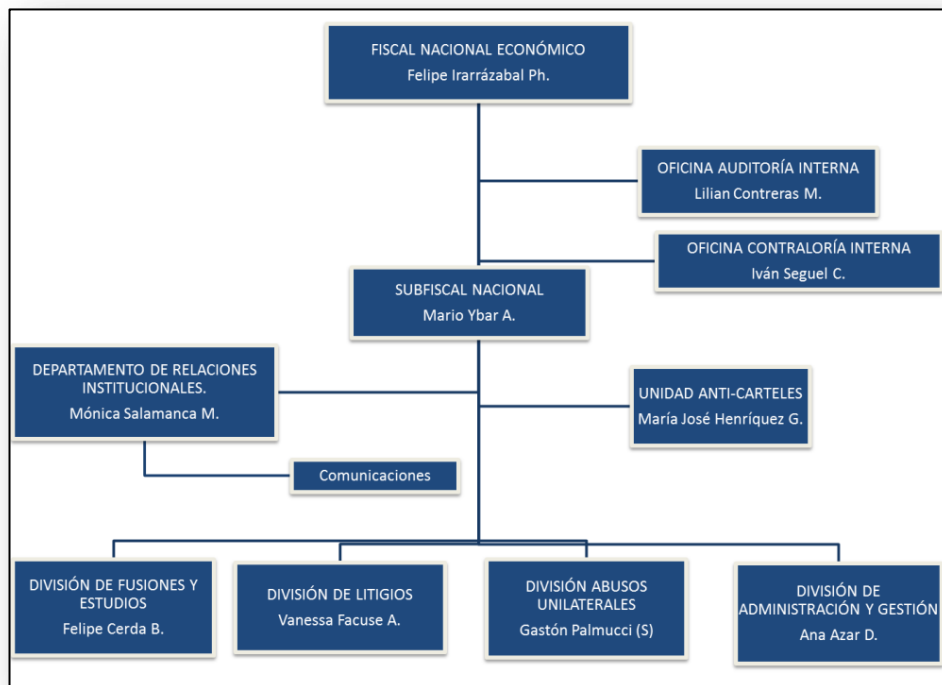 FISCAL NACIONAL ECONÓMICO
Felipe Irarrázabal Ph.
OFICINA AUDITORÍA INTERNA
Lilian Contreras M.
OFICINA CONTRALORÍA INTERNA
Iván Seguel C.
SUBFISCAL NACIONAL
Mario Ybar A.
DEPARTAMENTO DE RELACIONES
INSTITUCIONALES.
Mónica Salamanca M.
UNIDAD ANTI-CARTELES
María José Henríquez G.
Comunicaciones
DIVISIÓN DE FUSIONES Y
ESTUDIOS
Felipe Cerda B.
DIVISIÓN DE LITIGIOS
Vanessa Facuse A.
DIVISIÓN ABUSOS
UNILATERALES
Gastón Palmucci (S)
DIVISIÓN DE
ADMINISTRACIÓN Y GESTIÓN
Ana Azar D.